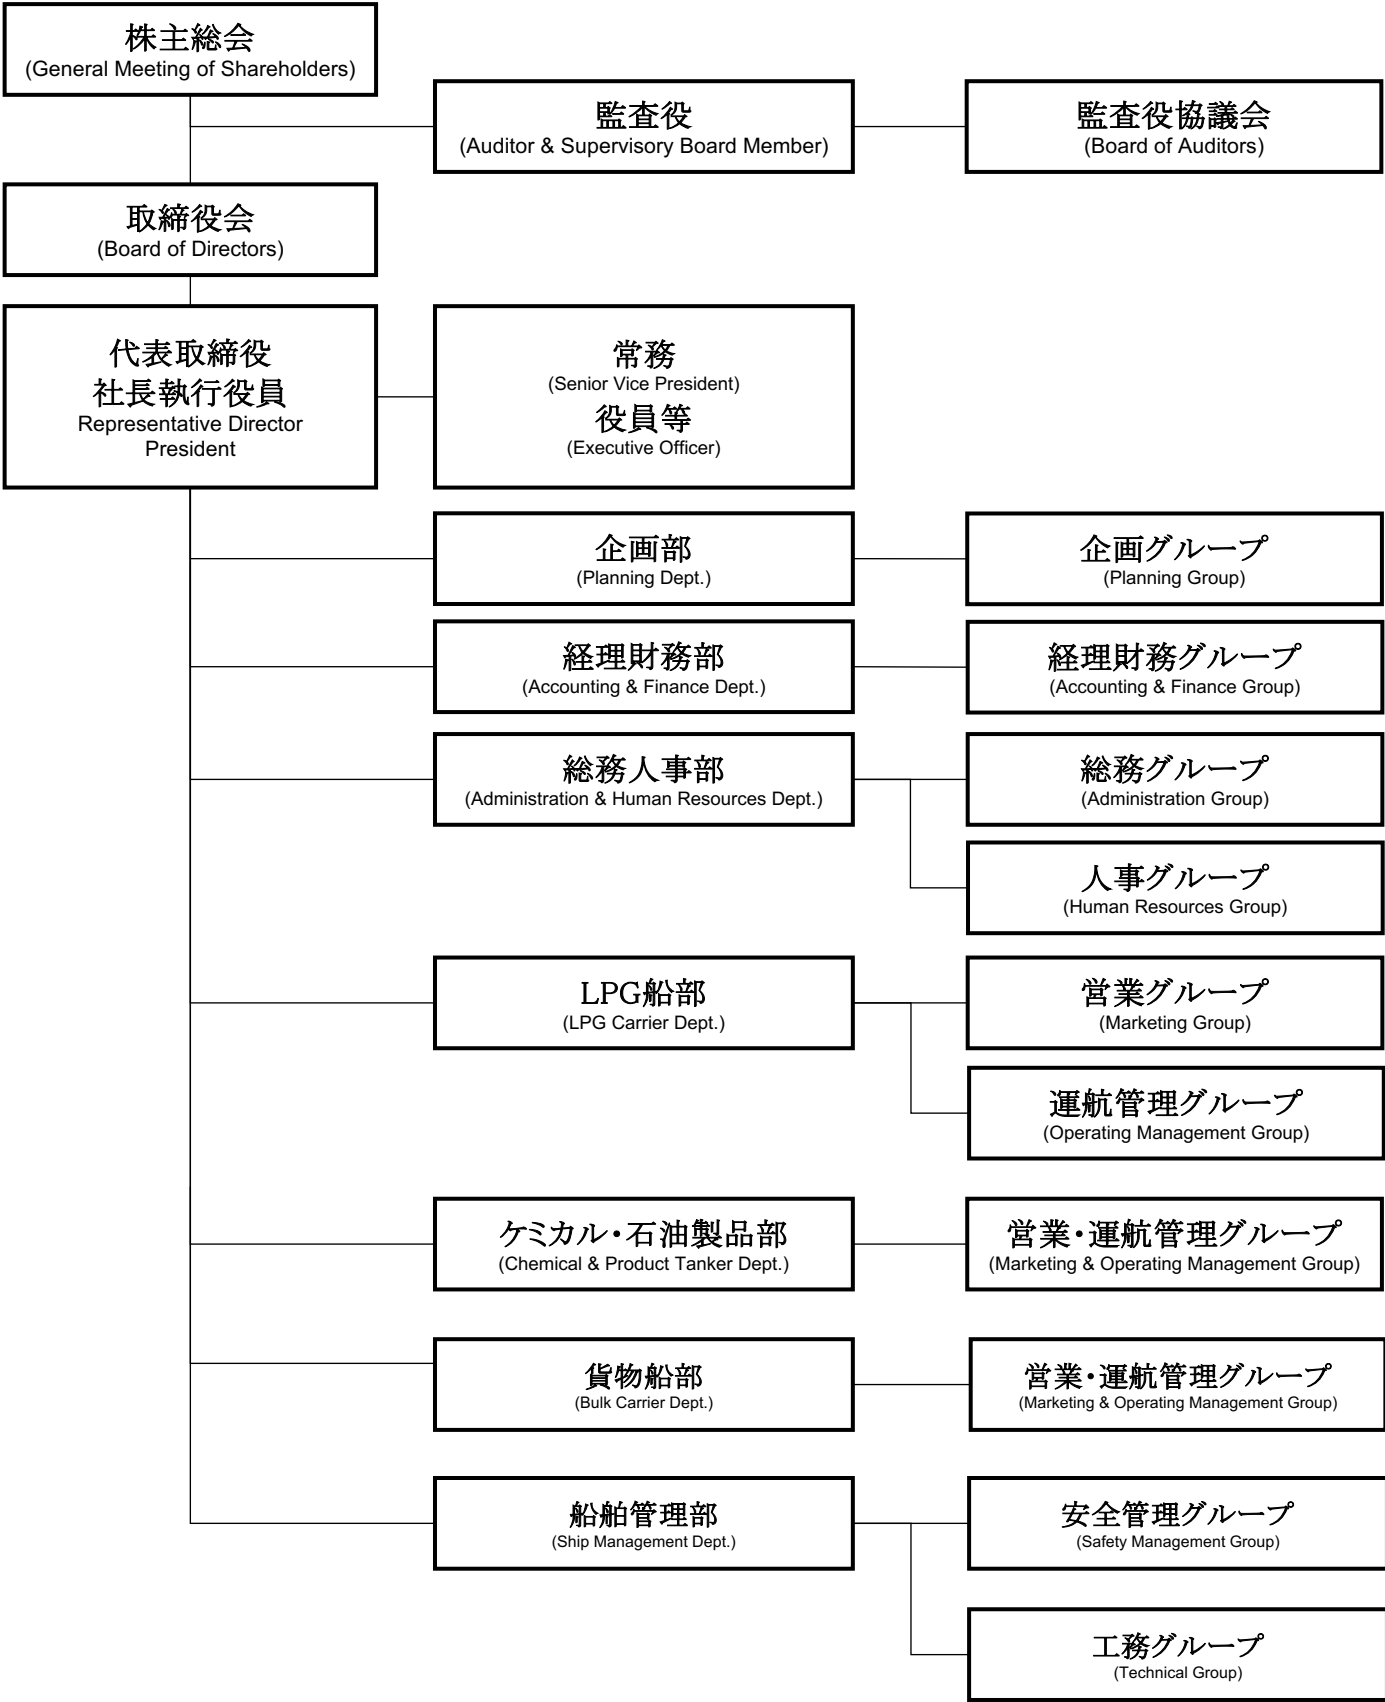 株主総会
(General Meeting of Shareholders)
監査役
(Auditor & Supervisory Board Member)
監査役協議会
(Board of Auditors)
取締役会
(Board of Directors)
代表取締役
社長執行役員
Representative Director
President
常務
(Senior Vice President)
役員等
(Executive Officer)
企画部
(Planning Dept.)
企画グループ
(Planning Group)
経理財務部
(Accounting & Finance Dept.)
経理財務グループ
(Accounting & Finance Group)
総務人事部
(Administration & Human Resources Dept.)
総務グループ
(Administration Group)
人事グループ
(Human Resources Group)
LPG船部
(LPG Carrier Dept.)
営業グループ
(Marketing Group)
運航管理グループ
(Operating Management Group)
ケミカル・石油製品部
(Chemical & Product Tanker Dept.)
営業・運航管理グループ
(Marketing & Operating Management Group)
貨物船部
(Bulk Carrier Dept.)
営業・運航管理グループ
(Marketing & Operating Management Group)
船舶管理部
(Ship Management Dept.)
安全管理グループ
(Safety Management Group)
工務グループ
(Technical Group)